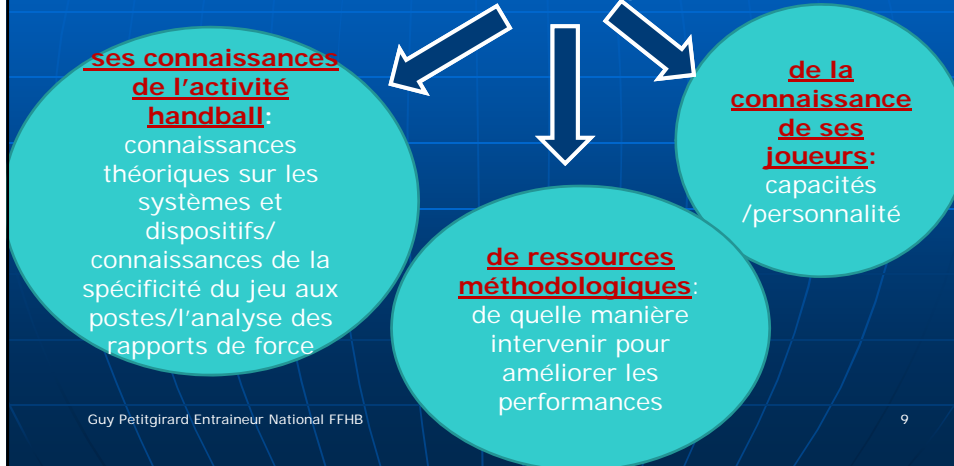 ses connaissances
de l'activité
handball:
connaissances
théoriques sur les
systèmes et
dispositifs/
connaissances de la
spécificité du jeu aux
postes/l'analyse des
rapports de force
de ressources
méthodologiques:
de quelle manière
intervenir pour
améliorer les
performances
de la
connaissance
de ses
joueurs:
capacités
/personnalité
Guy Petitgirard Entraineur National FFHB
9